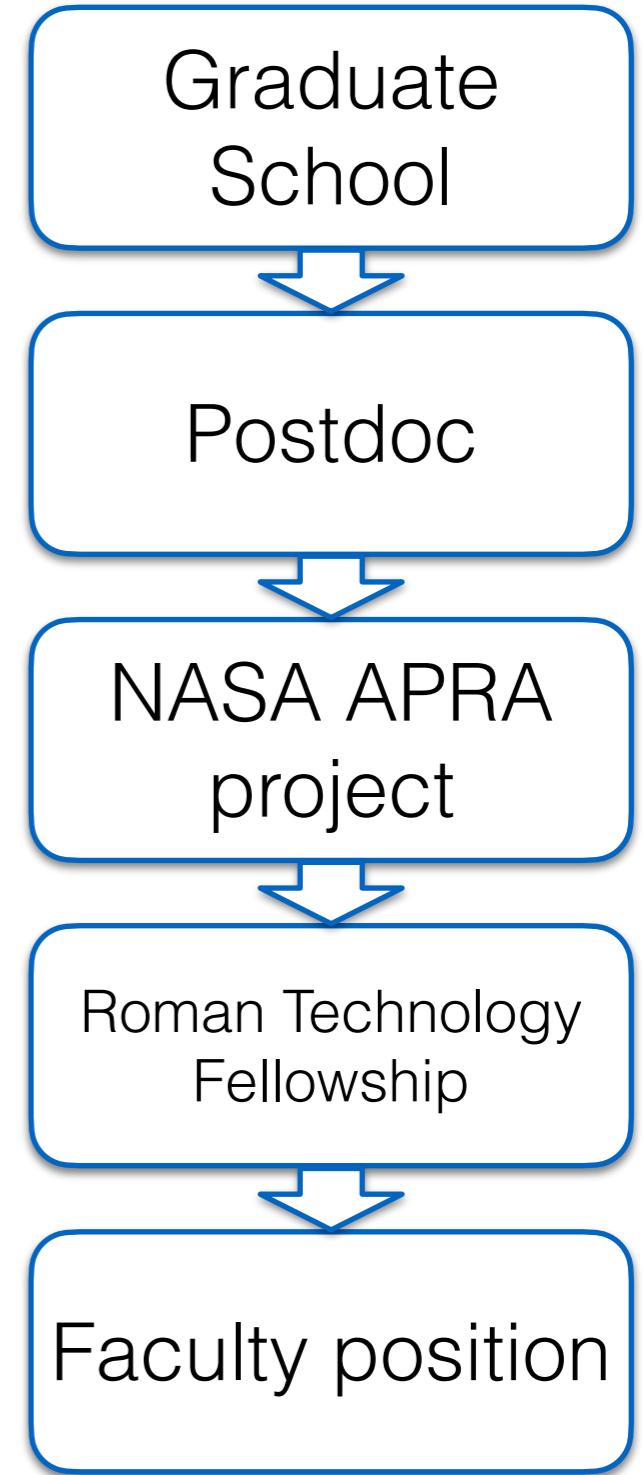 Graduate
School
Postdoc
NASA APRA
project
Roman Technology
Fellowship
Faculty position